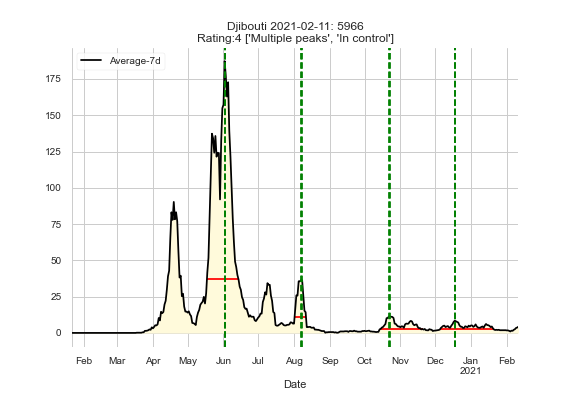 Djibouti 2021-02-11: 5966
Rating:4 ['Multiple peaks', 'In control']
Average-7d
175
150
125
100
75
50
25
0
Feb Mar Apr May Jun Jul Aug Sep Oct Nov Dec Jan Feb
2021
Date